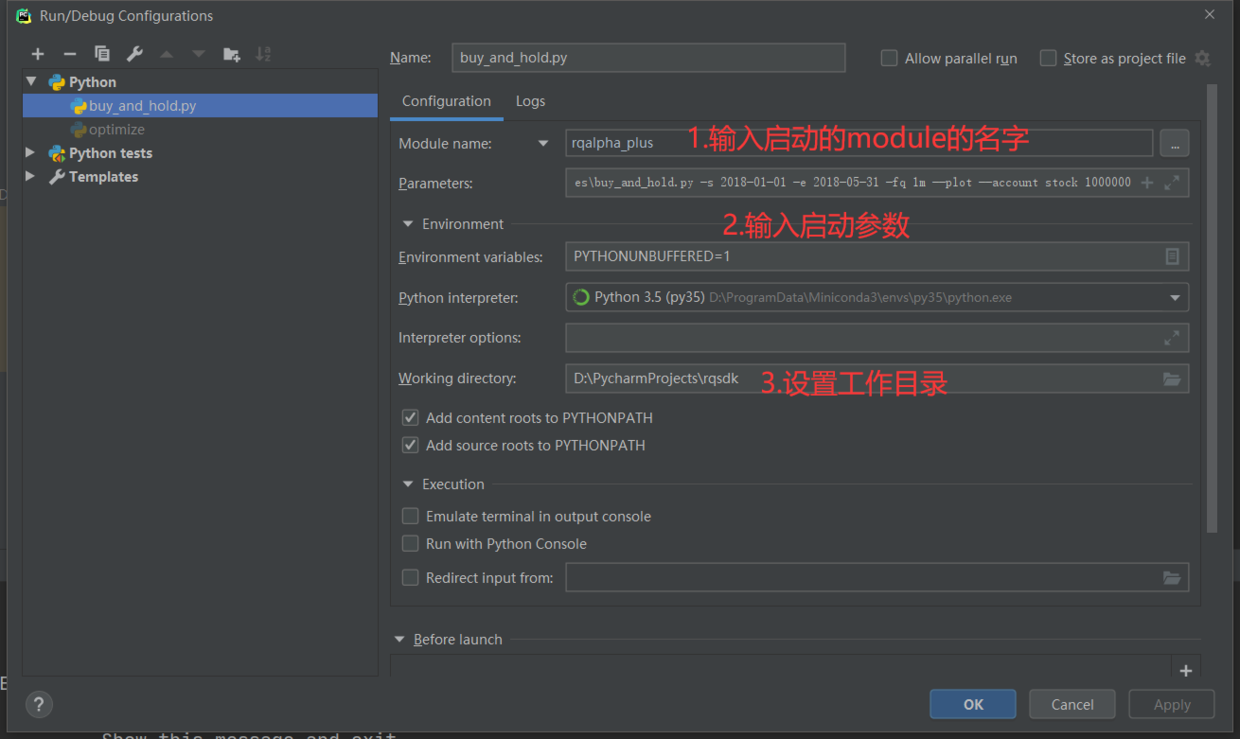 Run/Debug Configurations
Name: buy_and_hold.py Allow parallel run Store as project file
Python
buy_and_hold.py
optimize
Python tests
Templates
Configuration Logs
Module name: rqalpha_plus 1.输入启动的module的名字 ...
Parameters: es\buy_and_hold.py -s 2018-01-01 -e 2018-05-31 -fq 1m --plot --account stock 1000000
Environment 2.输入启动参数
Environment variables: PYTHONUNBUFFERED=1
Python interpreter: Python 3.5 (py35) D:\ProgramData\Miniconda3\envs\py35\python.exe
Interpreter options:
Working directory: D:\PycharmProjects\rqsdk 3.设置工作目录
Add content roots to PYTHONPATH
Add source roots to PYTHONPATH
Execution
Emulate terminal in output console
Run with Python Console
Redirect input from:
Before launch
? OK Cancel Apply
Show this message and exit